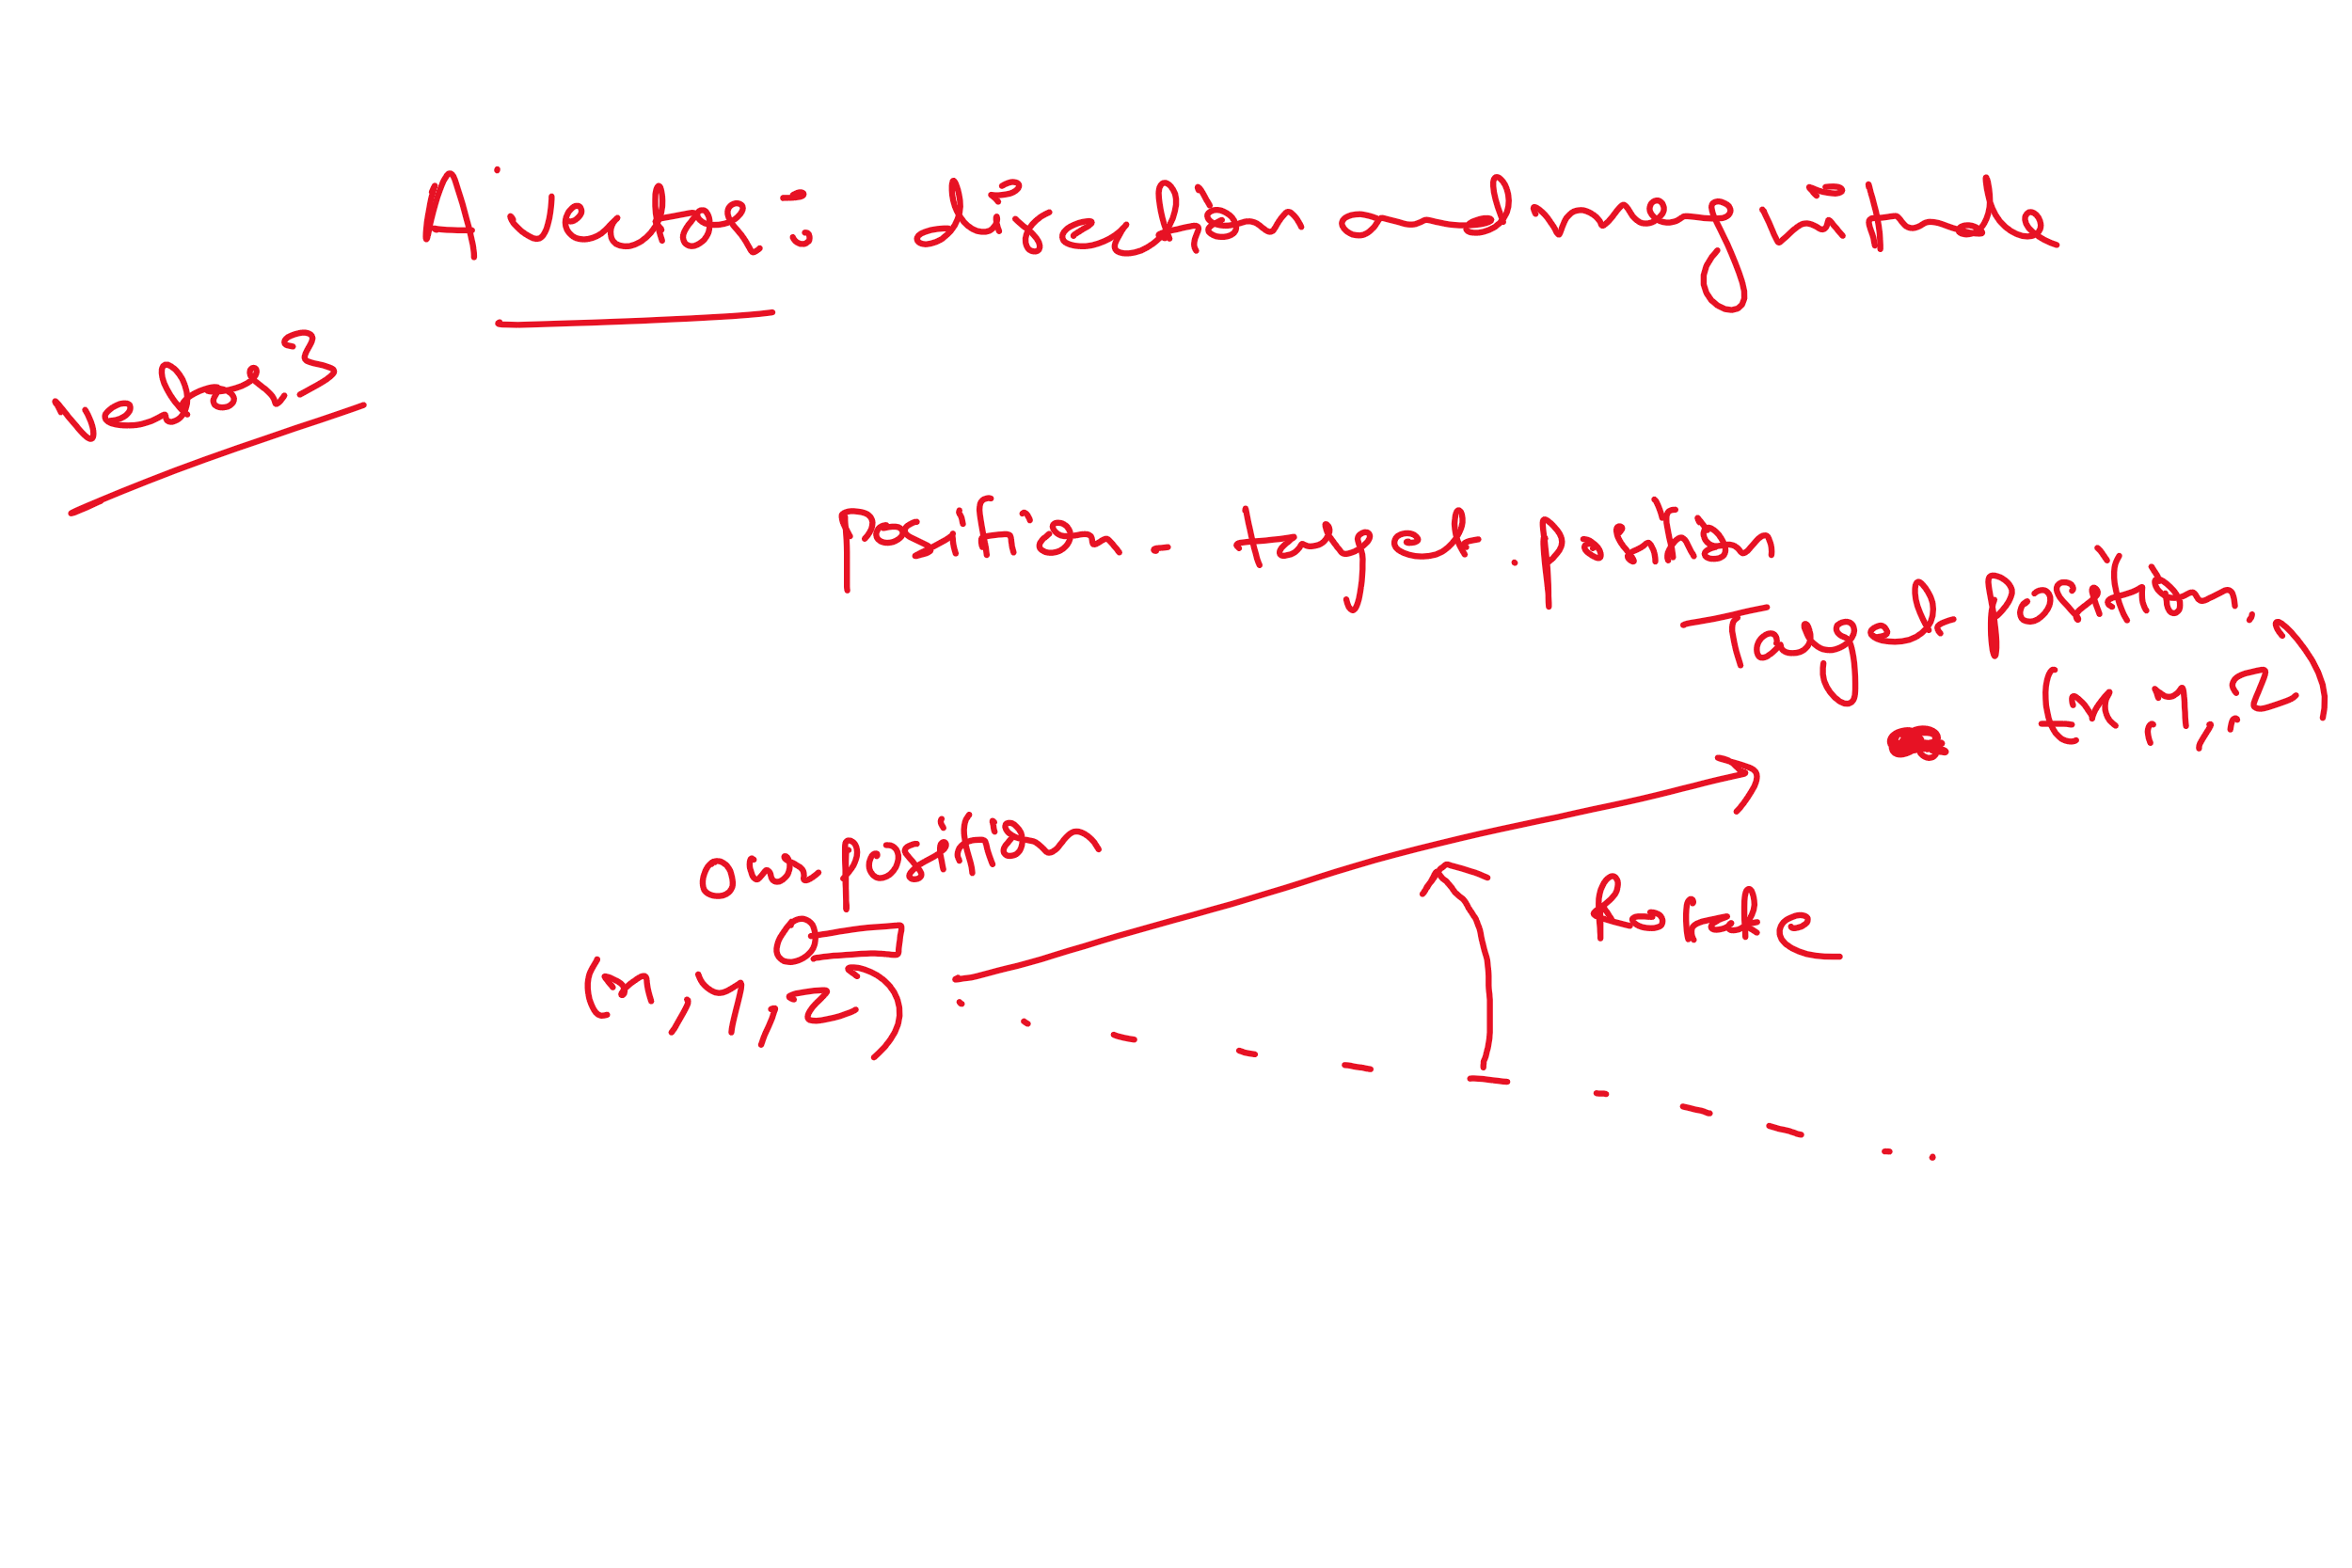 A vector = direction and magnitude
Vector3
position - target . position
Target position
(x, y, z)
our position
(x, y, z)
Rotate